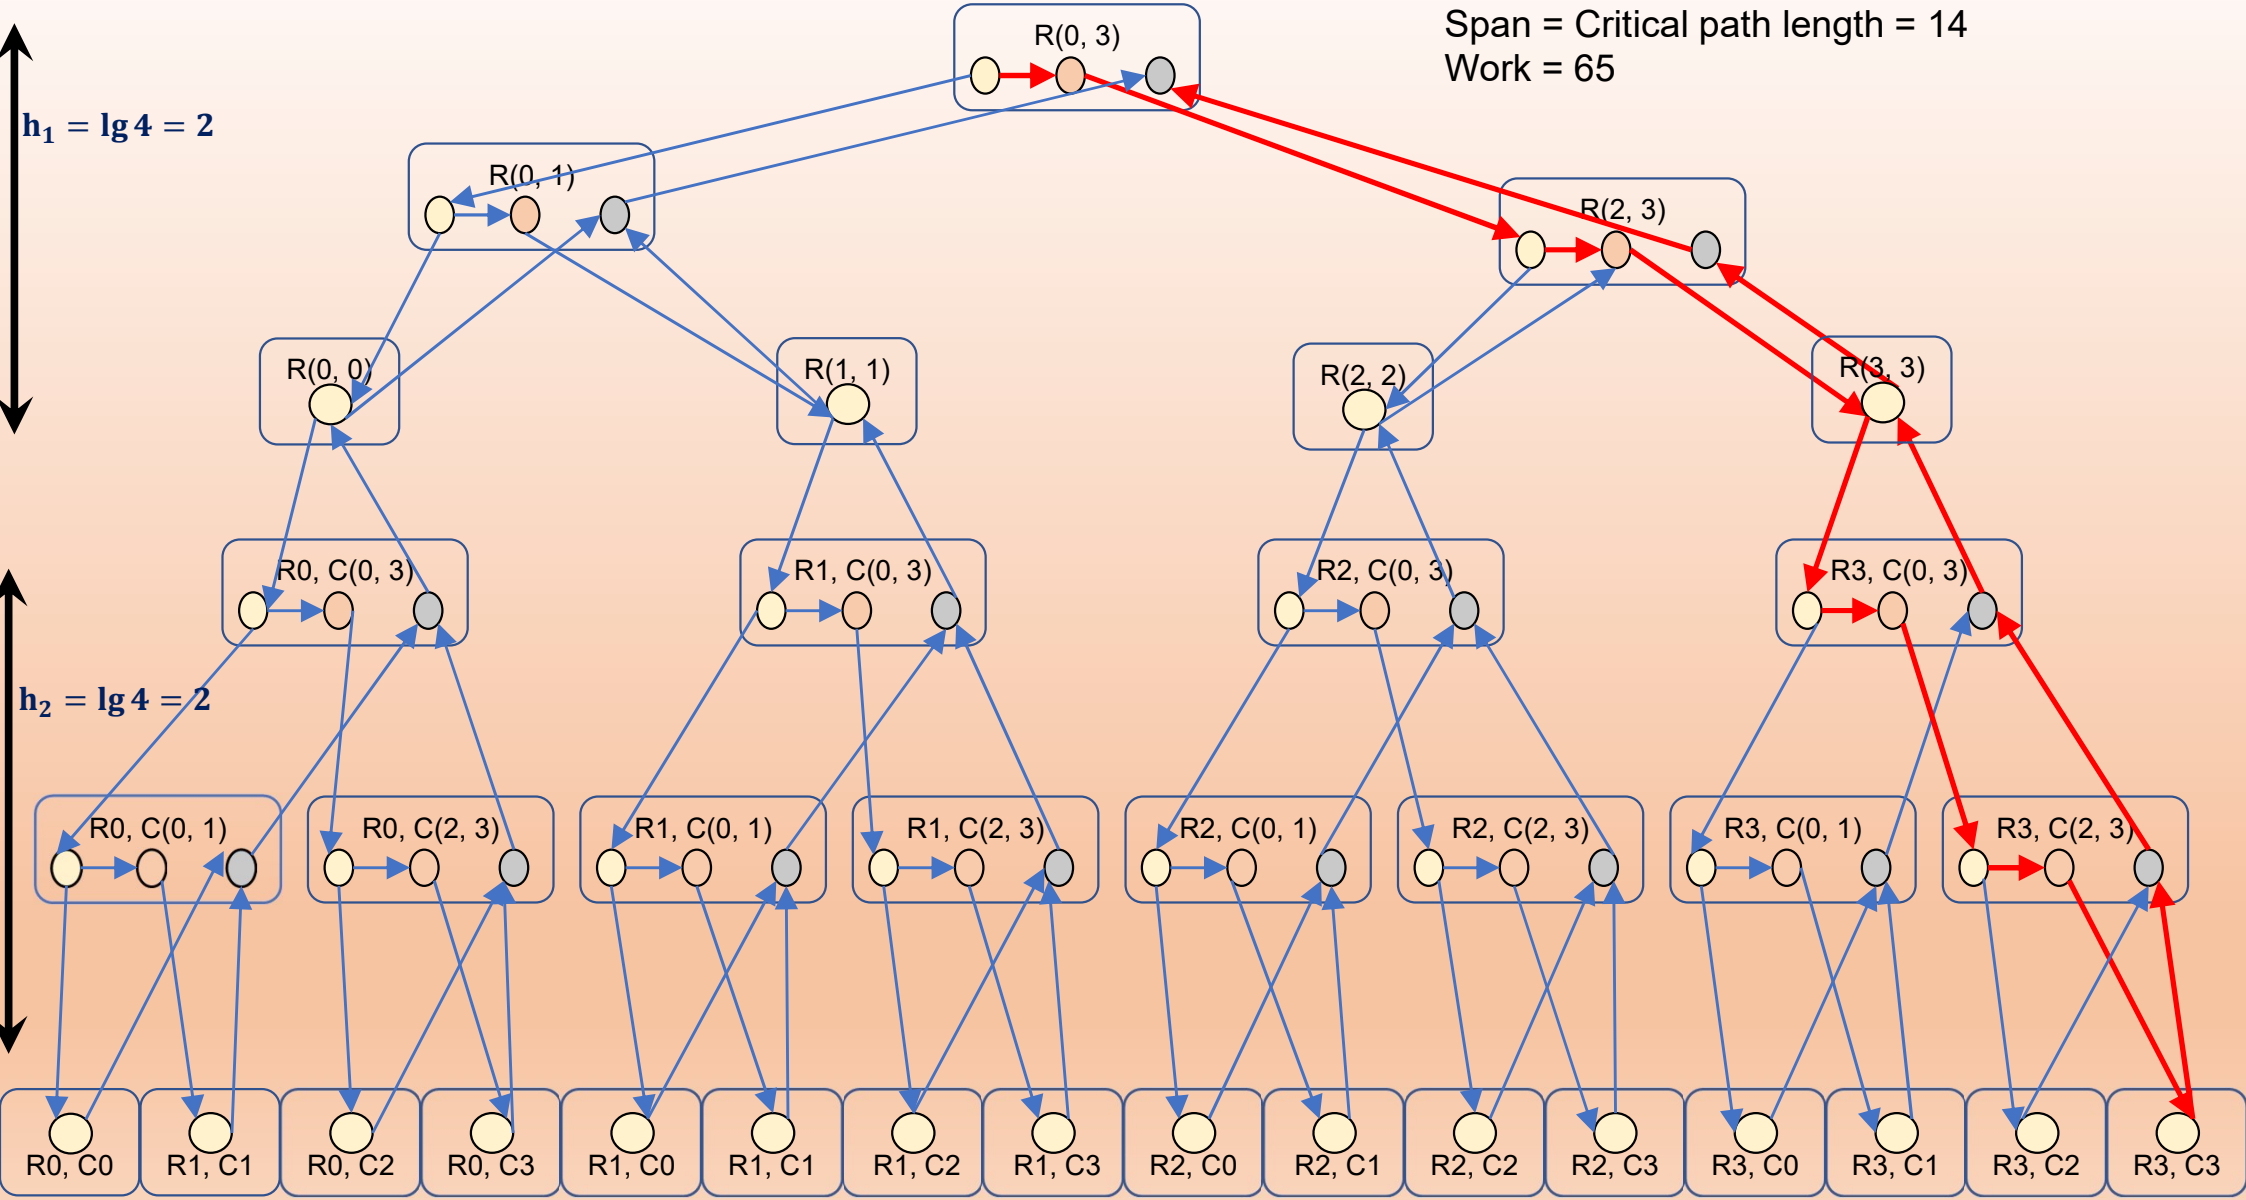 R(0, 3)
Span = Critical path length = 14
Work = 65
h₁ = lg 4 = 2
R(0, 1)
R(2, 3)
R(0, 0)
R(1, 1)
R(2, 2)
R(3, 3)
R0, C(0, 3)
R1, C(0, 3)
R2, C(0, 3)
R3, C(0, 3)
h₂ = lg 4 = 2
R0, C(0, 1)
R0, C(2, 3)
R1, C(0, 1)
R1, C(2, 3)
R2, C(0, 1)
R2, C(2, 3)
R3, C(0, 1)
R3, C(2, 3)
R0, C0
R1, C1
R0, C2
R0, C3
R1, C0
R1, C1
R1, C2
R1, C3
R2, C0
R2, C1
R2, C2
R2, C3
R3, C0
R3, C1
R3, C2
R3, C3